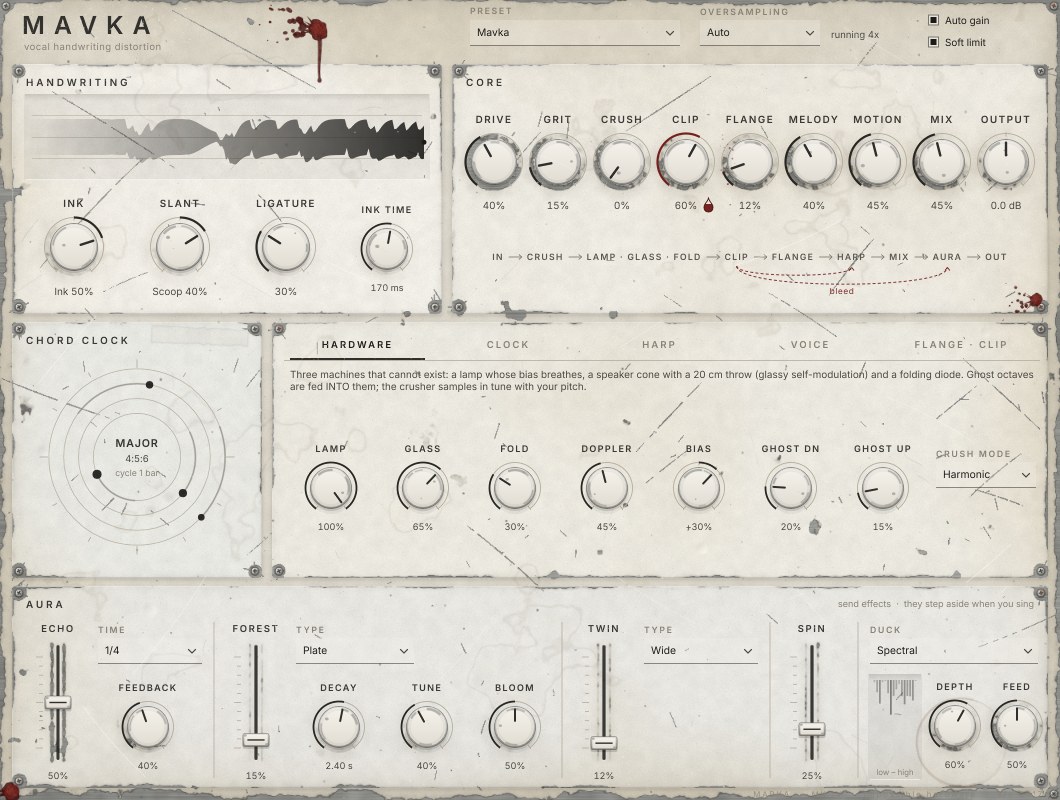 MAVKA
vocal handwriting distortion
PRESET
Mavka
OVERSAMPLING
Auto
running 4x
Auto gain
Soft limit
HANDWRITING
INK
SLANT
LIGATURE
INK TIME
Ink 50%
Scoop 40%
30%
170 ms
CORE
DRIVE GRIT CRUSH CLIP FLANGE MELODY MOTION MIX OUTPUT
40% 15% 0% 60% 12% 40% 45% 45% 0.0 dB
IN → CRUSH → LAMP · GLASS · FOLD → CLIP → FLANGE → HARP → MIX → AURA → OUT
bleed
CHORD CLOCK
MAJOR
4:5:6
cycle 1 bar
HARDWARE CLOCK HARP VOICE FLANGE · CLIP
Three machines that cannot exist: a lamp whose bias breathes, a speaker cone with a 20 cm throw (glassy self-modulation) and a folding diode. Ghost octaves
are fed INTO them; the crusher samples in tune with your pitch.
LAMP GLASS FOLD DOPPLER BIAS GHOST DN GHOST UP
100% 65% 30% 45% +30% 20% 15%
CRUSH MODE
Harmonic
AURA
send effects · they step aside when you sing
ECHO
50%
TIME
1/4
FEEDBACK
40%
FOREST
15%
TYPE
Plate
DECAY TUNE BLOOM
2.40 s 40% 50%
TWIN
12%
TYPE
Wide
SPIN
25%
DUCK
Spectral
low – high
DEPTH FEED
60% 50%